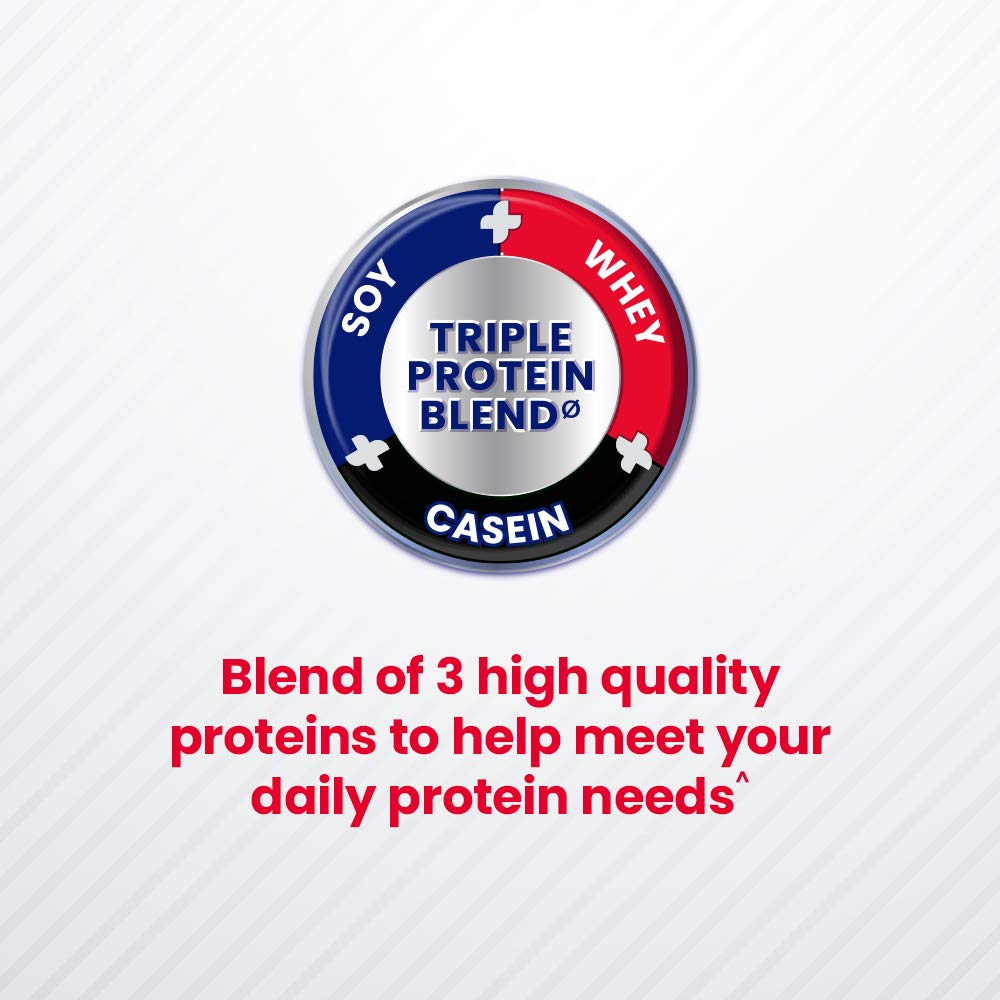 SOY
WHEY
TRIPLE
PROTEIN
BLENDØ
CASEIN
Blend of 3 high quality
proteins to help meet your
daily protein needs^